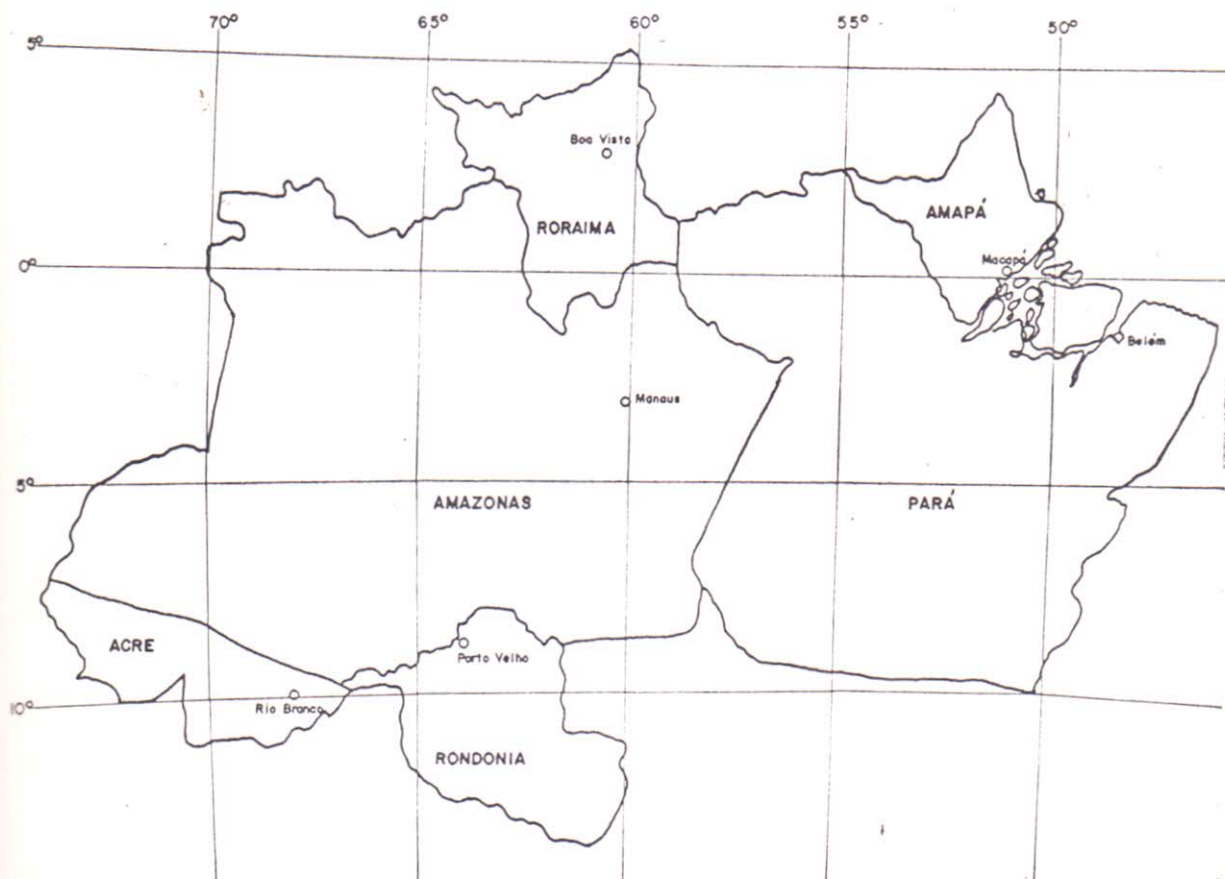 70° 65° 60° 55° 50°
5°
Boa Vista
AMAPÁ
RORAIMA
Macapá
0°
Belém
Manaus
5°
AMAZONAS PARÁ
ACRE
Porto Velho
10°
Rio Branco
RONDONIA